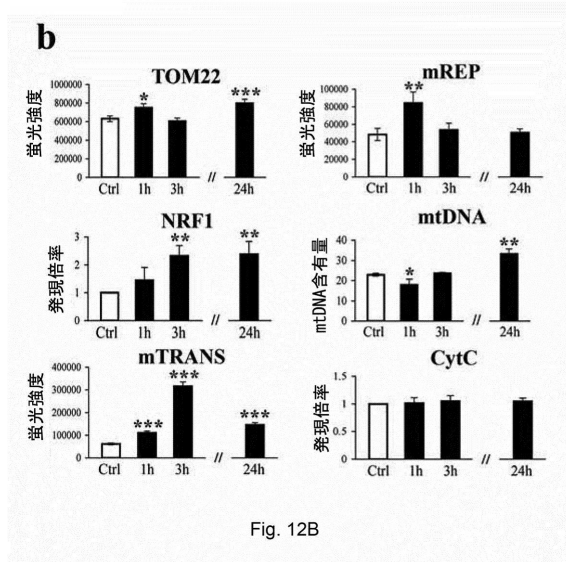 b
TOM22
蛍光強度
1000000
800000
600000
400000
200000
0
* ***
Ctrl 1h 3h // 24h
mREP
蛍光強度
100000
80000
60000
40000
20000
0
**
Ctrl 1h 3h // 24h
NRF1
発現倍率
3
2
1
0
** **
Ctrl 1h 3h // 24h
mtDNA
mtDNA含有量
40
30
20
10
0
* **
Ctrl 1h 3h // 24h
mTRANS
蛍光強度
400000
300000
200000
100000
0
*** *** ***
Ctrl 1h 3h // 24h
CytC
発現倍率
1.5
1
0.5
0
Ctrl 1h 3h // 24h
Fig. 12B